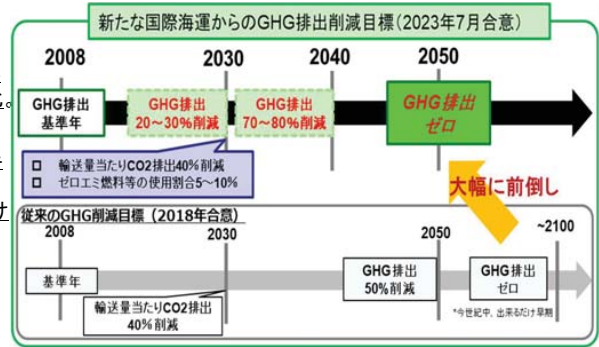 新たな国際海運からのGHG排出削減目標（2023年7月合意）
2008
2030
2040
2050
GHG排出
基準年
GHG排出
20～30%削減
GHG排出
70～80%削減
GHG排出
ゼロ
□ 輸送量当たりCO2排出40%削減
□ ゼロエミ燃料等の使用割合5～10%
大幅に前倒し
従来のGHG削減目標（2018年合意）
2008
2030
2050
~2100
基準年
輸送量当たりCO2排出
40%削減
GHG排出
50%削減
GHG排出
ゼロ
*今世紀中、出来るだけ早期